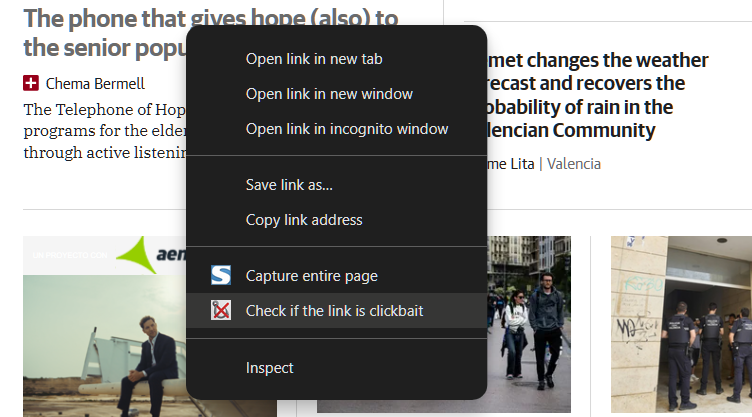 The phone that gives hope (also) to
the senior popu
Chema Bermell
The Telephone of Hop
programs for the elder
through active listenin
Open link in new tab
Open link in new window
Open link in incognito window
Save link as...
Copy link address
Capture entire page
Check if the link is clickbait
Inspect
met changes the weather
recast and recovers the
obability of rain in the
lencian Community
me Lita | Valencia
aen